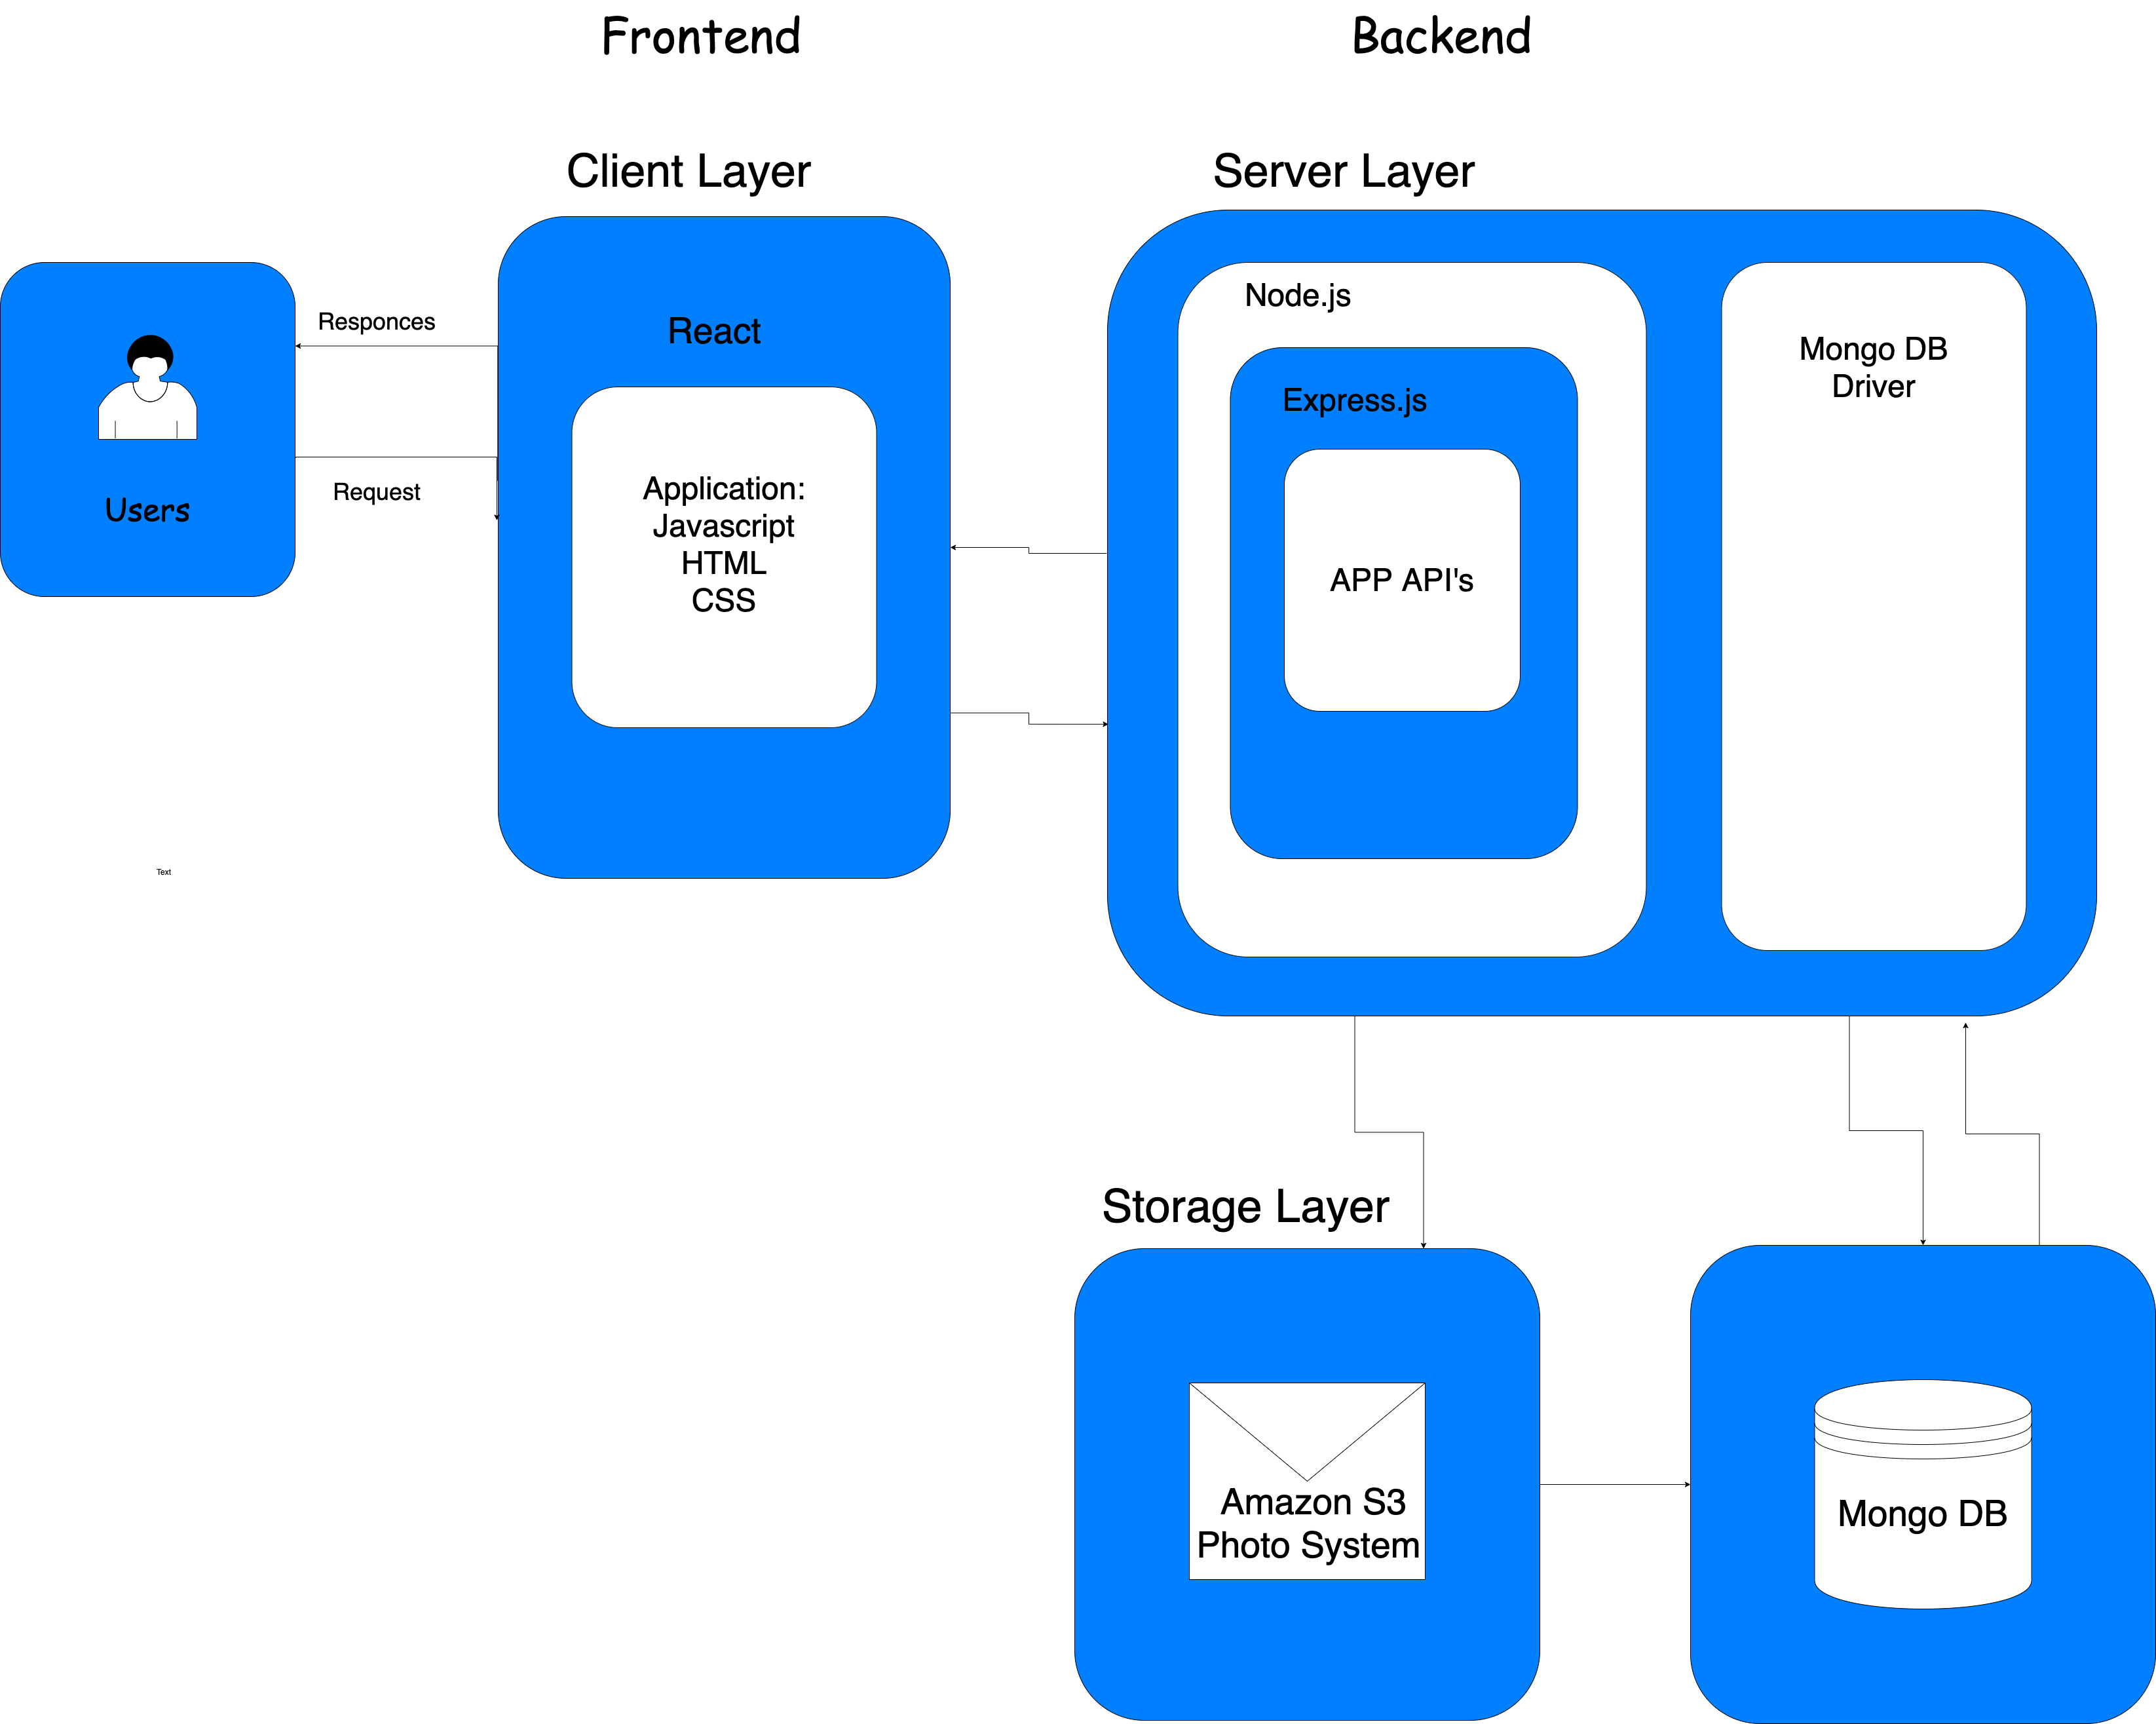 Frontend
Backend
Client Layer
Server Layer
Responces
Request
Users
React
Application:
Javascript
HTML
CSS
Node.js
Express.js
APP API's
Mongo DB
Driver
Text
Storage Layer
Amazon S3
Photo System
Mongo DB